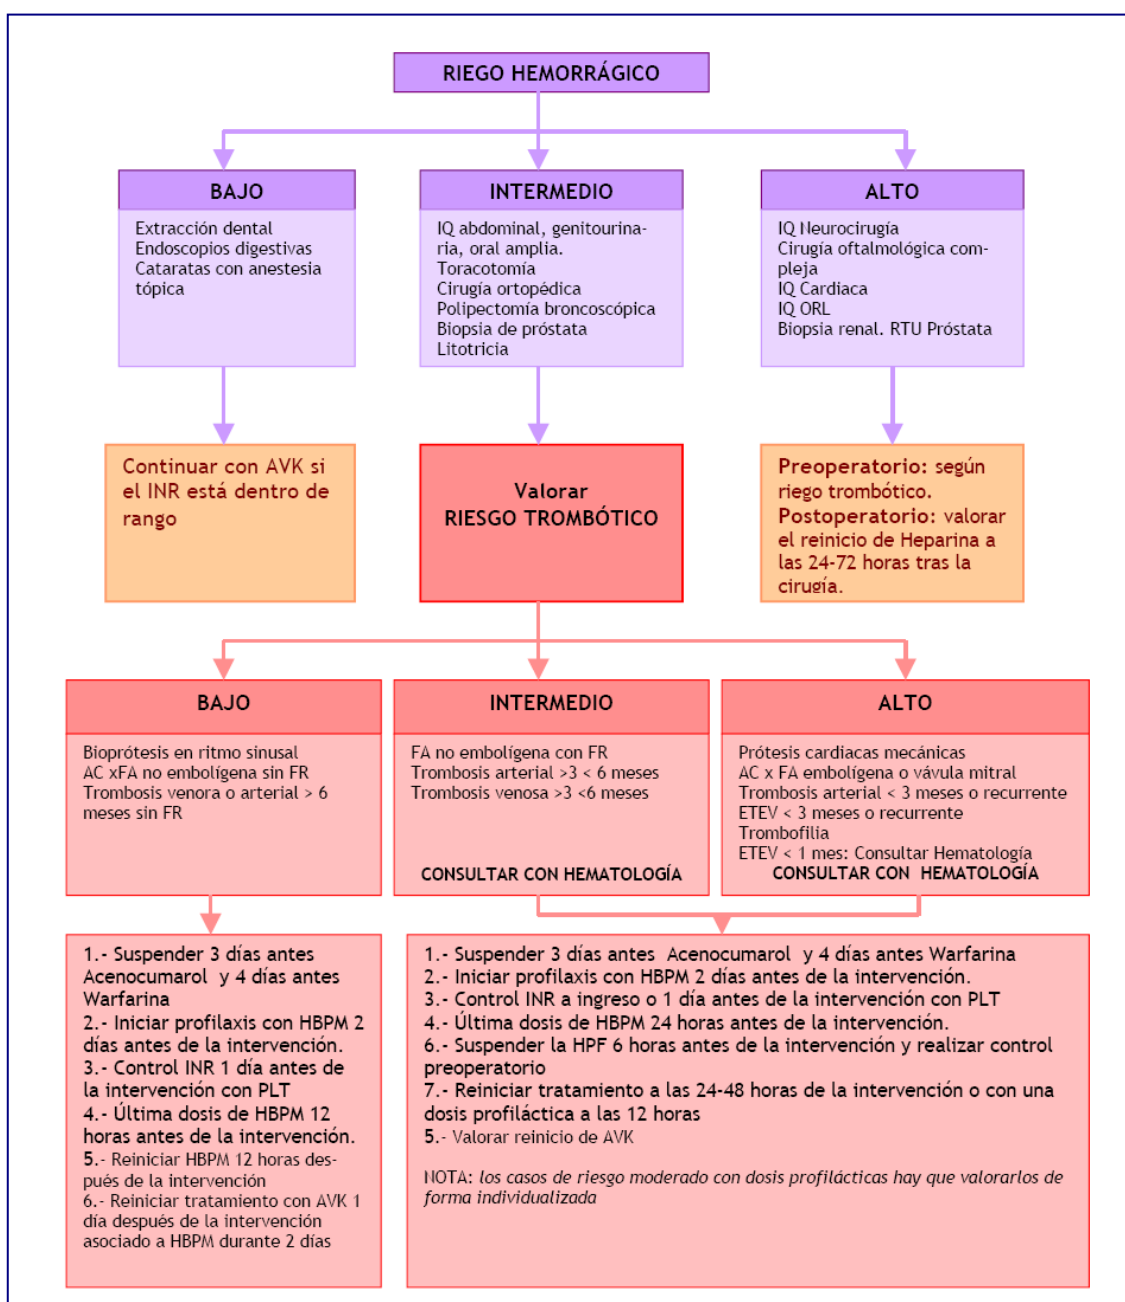 RIEGO HEMORRÁGICO
BAJO
Extracción dental
Endoscopios digestivas
Cataratas con anestesia
tópica
INTERMEDIO
IQ abdominal, genitourina-
ria, oral amplia.
Toracotomía
Cirugía ortopédica
Polipectomía broncoscópica
Biopsia de próstata
Litotricia
ALTO
IQ Neurocirugía
Cirugía oftalmológica com-
pleja
IQ Cardiaca
IQ ORL
Biopsia renal. RTU Próstata
Continuar con AVK si
el INR está dentro de
rango
Valorar
RIESGO TROMBÓTICO
Preoperatorio: según
riego trombótico.
Postoperatorio: valorar
el reinicio de Heparina a
las 24-72 horas tras la
cirugía.
BAJO
Bioprótesis en ritmo sinusal
AC xFA no embolígena sin FR
Trombosis venora o arterial > 6
meses sin FR
INTERMEDIO
FA no embolígena con FR
Trombosis arterial >3 < 6 meses
Trombosis venosa >3 <6 meses
CONSULTAR CON HEMATOLOGÍA
ALTO
Prótesis cardiacas mecánicas
AC x FA embolígena o vávula mitral
Trombosis arterial < 3 meses o recurrente
ETEV < 3 meses o recurrente
Trombofilia
ETEV < 1 mes: Consultar Hematología
CONSULTAR CON HEMATOLOGÍA
1.- Suspender 3 días antes
Acenocumarol y 4 días antes
Warfarina
2.- Iniciar profilaxis con HBPM 2
días antes de la intervención.
3.- Control INR 1 día antes de
la intervención con PLT
4.- Última dosis de HBPM 12
horas antes de la intervención.
5.- Reiniciar HBPM 12 horas des-
pués de la intervención
6.- Reiniciar tratamiento con AVK 1
día después de la intervención
asociado a HBPM durante 2 días
1.- Suspender 3 días antes Acenocumarol y 4 días antes Warfarina
2.- Iniciar profilaxis con HBPM 2 días antes de la intervención.
3.- Control INR a ingreso o 1 día antes de la intervención con PLT
4.- Última dosis de HBPM 24 horas antes de la intervención.
6.- Suspender la HPF 6 horas antes de la intervención y realizar control
preoperatorio
7.- Reiniciar tratamiento a las 24-48 horas de la intervención o con una
dosis profiláctica a las 12 horas
5.- Valorar reinicio de AVK
NOTA: los casos de riesgo moderado con dosis profilácticas hay que valorarlos de
forma individualizada